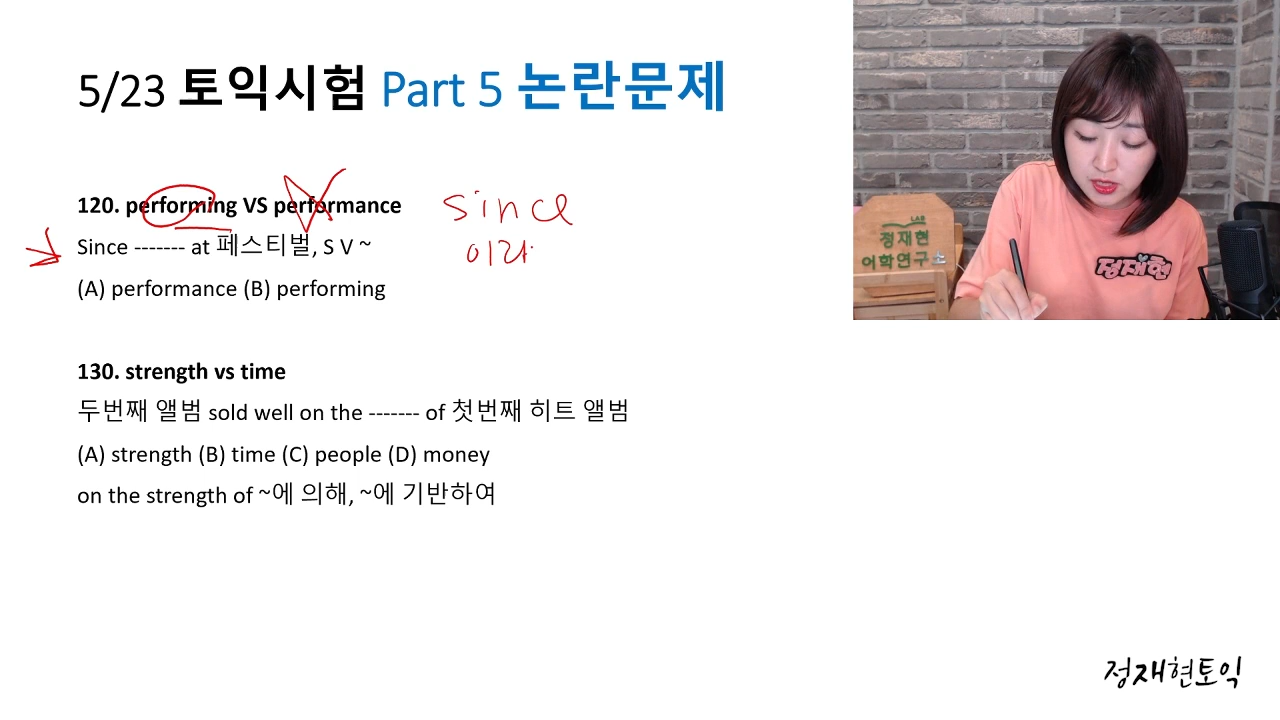 5/23 토익시험 Part 5 논란문제
120. performing VS performance
Since ------- at 페스티벌, S V ~
(A) performance (B) performing
since
이라
130. strength vs time
두번째 앨범 sold well on the ------- of 첫번째 히트 앨범
(A) strength (B) time (C) people (D) money
on the strength of ~에 의해, ~에 기반하여
LAB
정재현
어학연구소
정재현
정재현토익